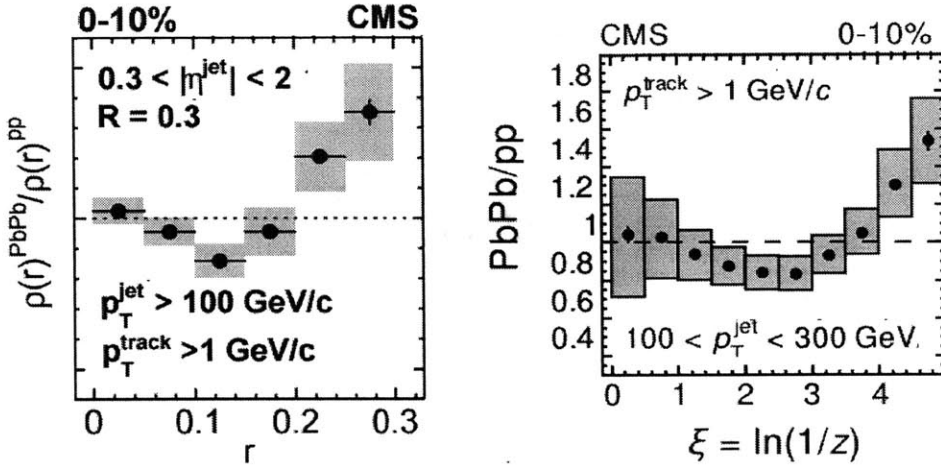 0-10% CMS
0.3 < |η^jet| < 2
R = 0.3
ρ(r)^PbPb/ρ(r)^pp
p_T^jet > 100 GeV/c
p_T^track >1 GeV/c
0 0.1 0.2 0.3
r
CMS 0-10%
1.8
1.6
1.4
1.2
1
0.8
0.6
0.4
p_T^track > 1 GeV/c
PbPb/pp
100 < p_T^jet < 300 GeV
0 1 2 3 4
ξ = ln(1/z)